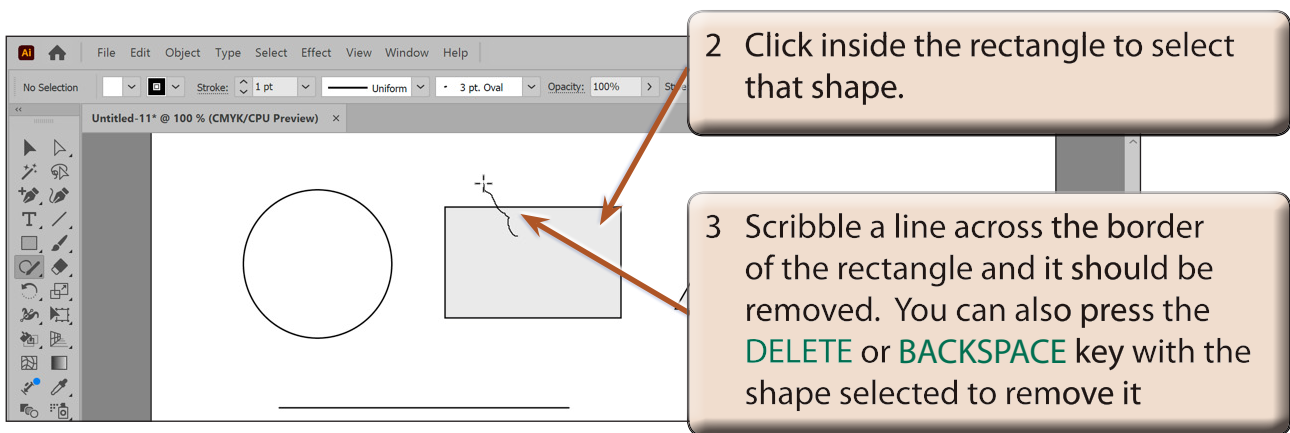 2 Click inside the rectangle to select
that shape.
Ai File Edit Object Type Select Effect View Window Help
No Selection Stroke: 1 pt Uniform 3 pt. Oval Opacity: 100%
Untitled-11* @ 100 % (CMYK/CPU Preview) ×
3 Scribble a line across the border
of the rectangle and it should be
removed. You can also press the
DELETE or BACKSPACE key with the
shape selected to remove it